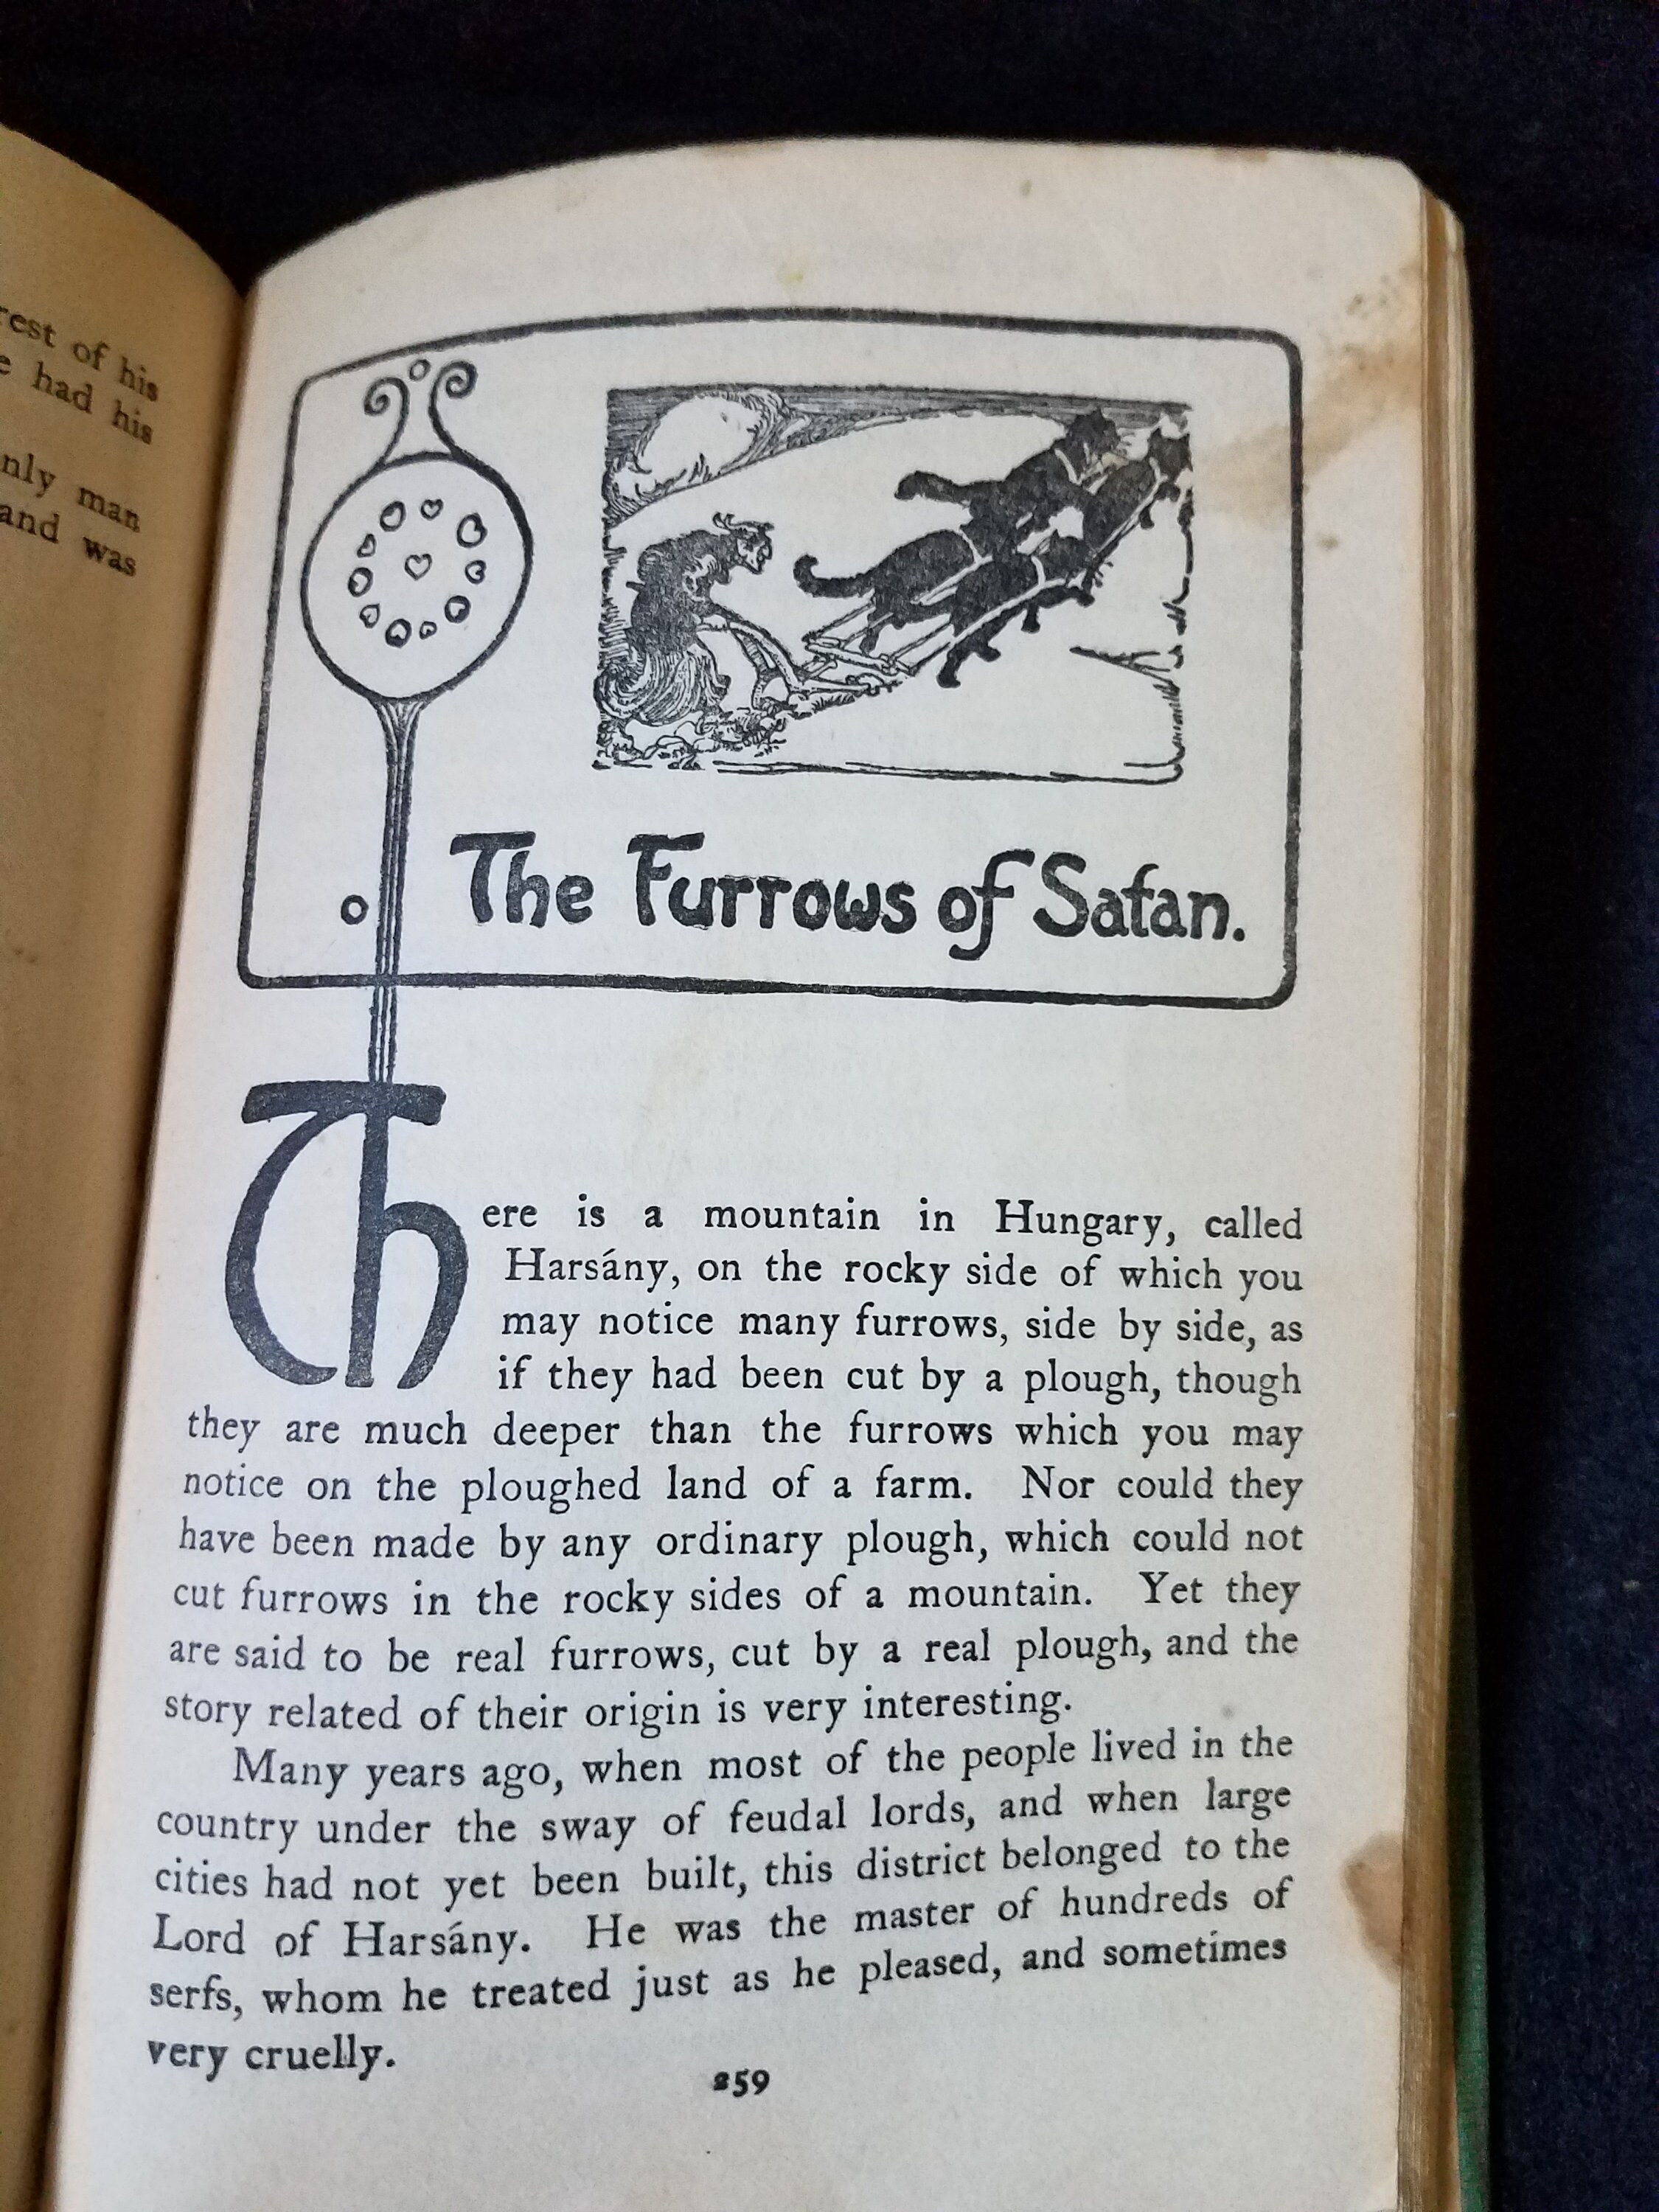 rest of his
had his
man
and was
The Furrows of Satan.
There is a mountain in Hungary, called
Harsány, on the rocky side of which you
may notice many furrows, side by side, as
if they had been cut by a plough, though
they are much deeper than the furrows which you may
notice on the ploughed land of a farm. Nor could they
have been made by any ordinary plough, which could not
cut furrows in the rocky sides of a mountain. Yet they
are said to be real furrows, cut by a real plough, and the
story related of their origin is very interesting.
Many years ago, when most of the people lived in the
country under the sway of feudal lords, and when large
cities had not yet been built, this district belonged to the
Lord of Harsány. He was the master of hundreds of
serfs, whom he treated just as he pleased, and sometimes
very cruelly.
259